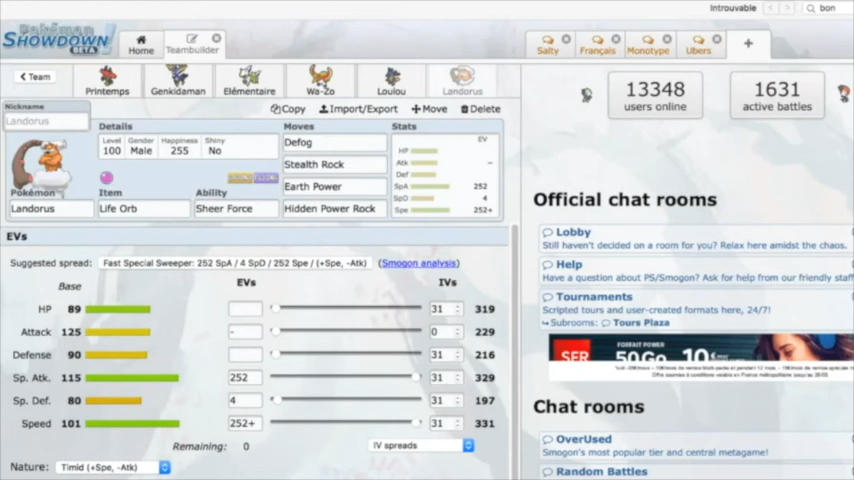 Introuvable
bon
Pokémon
SHOWDOWN!
BETA
Home
Teambuilder
Salty
Français
Monotype
Ubers
+
< Team
Printemps
Genkidaman
Elémentaire
Wa-Zo
Loulou
Landorus
Copy
Import/Export
Move
Delete
13348
users online
1631
active battles
Nickname
Landorus
Details
Level
100
Gender
Male
Happiness
255
Shiny
No
Moves
Defog
Stealth Rock
Earth Power
Hidden Power Rock
Stats
EV
HP
Atk –
Def
SpA 252
SpD 4
Spe 252+
Pokémon
Landorus
Item
Life Orb
Ability
Sheer Force
EVs
Suggested spread: Fast Special Sweeper: 252 SpA / 4 SpD / 252 Spe / (+Spe, -Atk) (Smogon analysis)
Base EVs IVs
HP 89 31 319
Attack 125 - 0 229
Defense 90 31 216
Sp. Atk. 115 252 31 329
Sp. Def. 80 4 31 197
Speed 101 252+ 31 331
Remaining: 0 IV spreads
Nature: Timid (+Spe, -Atk)
Official chat rooms
Lobby
Still haven't decided on a room for you? Relax here amidst the chaos.
Help
Have a question about PS/Smogon? Ask for help from our friendly staff
Tournaments
Scripted tours and user-created formats here, 24/7!
Subrooms: Tours Plaza
SFR
FORFAIT POWER
50Go
10€
Chat rooms
OverUsed
Smogon's most popular tier and central metagame!
Random Battles